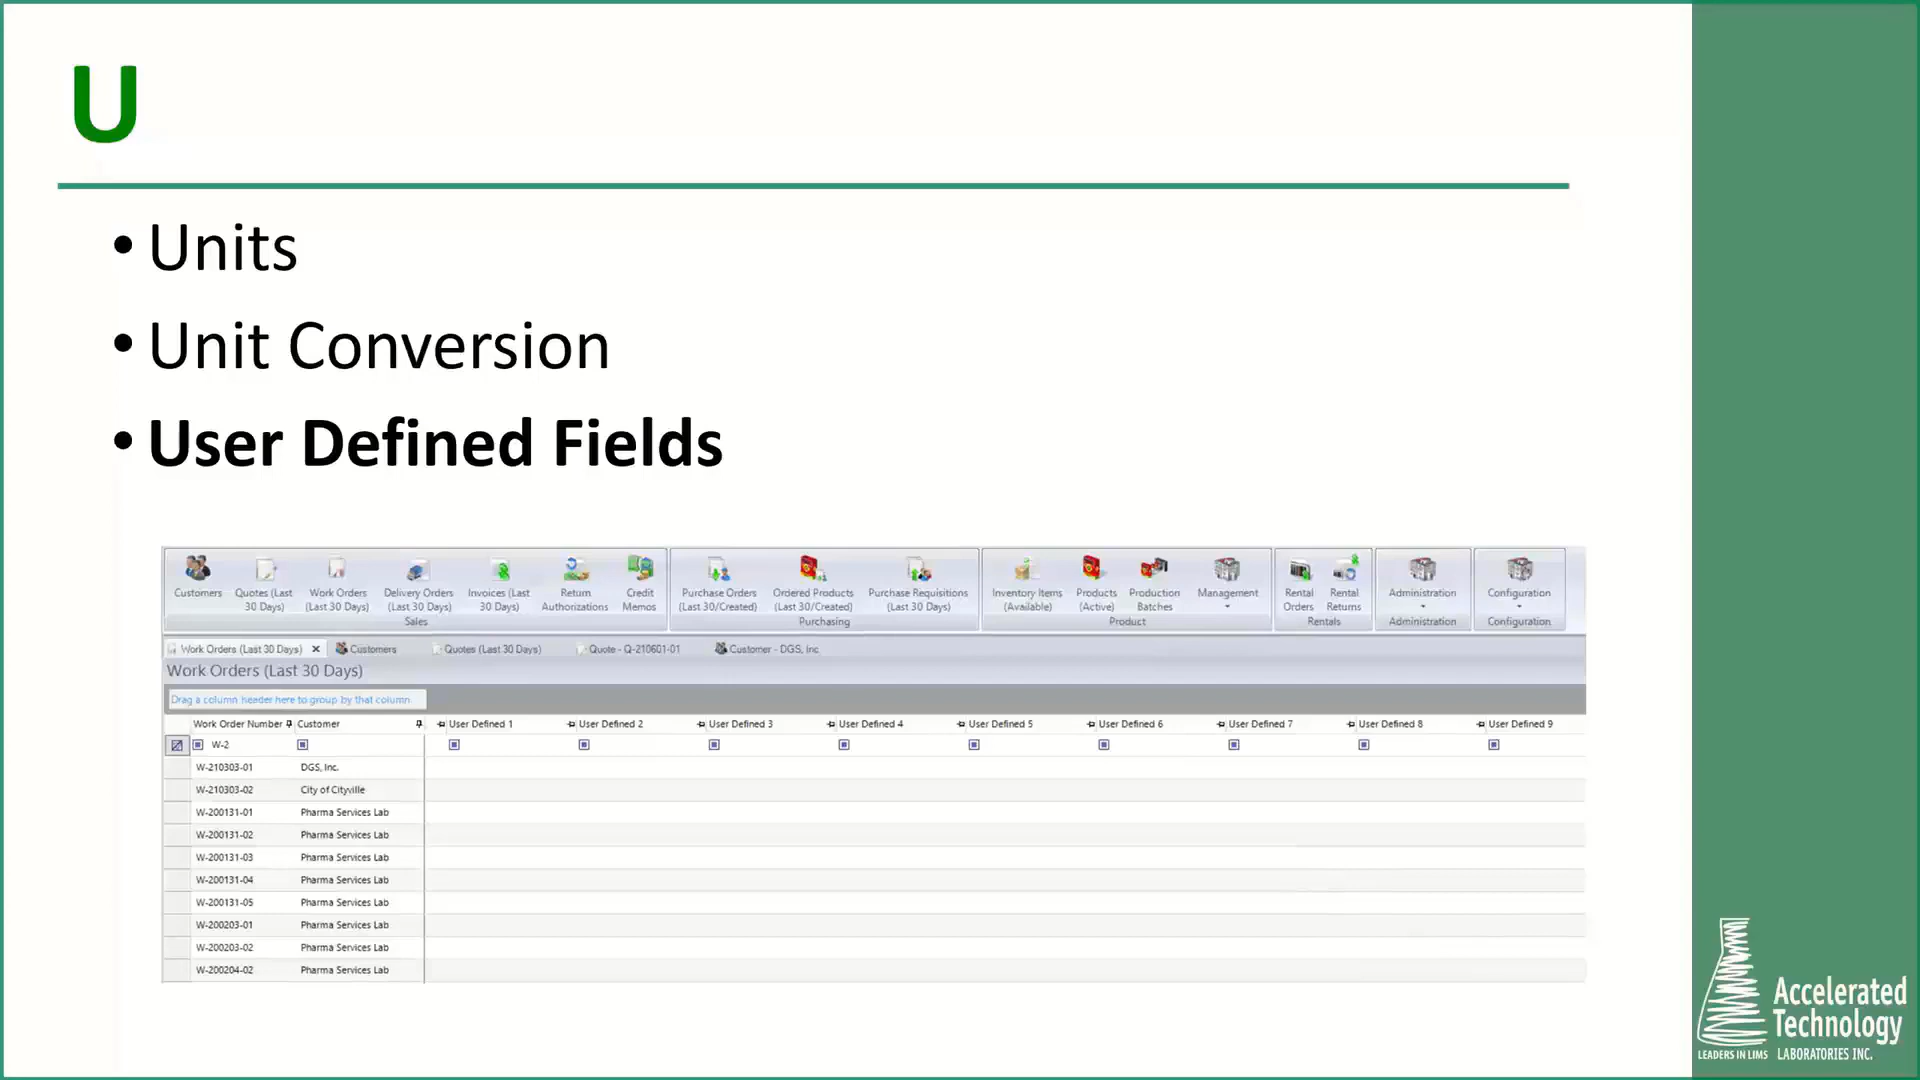 U
• Units
• Unit Conversion
• User Defined Fields
Customers Quotes (Last 30 Days) Work Orders (Last 30 Days) Delivery Orders (Last 30 Days) Invoices (Last 30 Days) Return Authorizations Credit Memos Purchase Orders (Last 30/Created) Ordered Products (Last 30/Created) Purchase Requisitions (Last 30 Days) Inventory Items (Available) Products (Active) Production Batches Management Rental Orders Rental Returns Administration Configuration
Sales Purchasing Product Rentals Administration Configuration
Work Orders (Last 30 Days) Customers Quotes (Last 30 Days) Quote - Q-210601-01 Customer - DGS, Inc
Work Orders (Last 30 Days)
Drag a column header here to group by that column
Work Order Number Customer User Defined 1 User Defined 2 User Defined 3 User Defined 4 User Defined 5 User Defined 6 User Defined 7 User Defined 8 User Defined 9
W-2
W-210303-01 DGS, Inc.
W-210303-02 City of Cityville
W-200131-01 Pharma Services Lab
W-200131-02 Pharma Services Lab
W-200131-03 Pharma Services Lab
W-200131-04 Pharma Services Lab
W-200131-05 Pharma Services Lab
W-200203-01 Pharma Services Lab
W-200203-02 Pharma Services Lab
W-200204-02 Pharma Services Lab
Accelerated
Technology
LEADERS IN LIMS LABORATORIES INC.